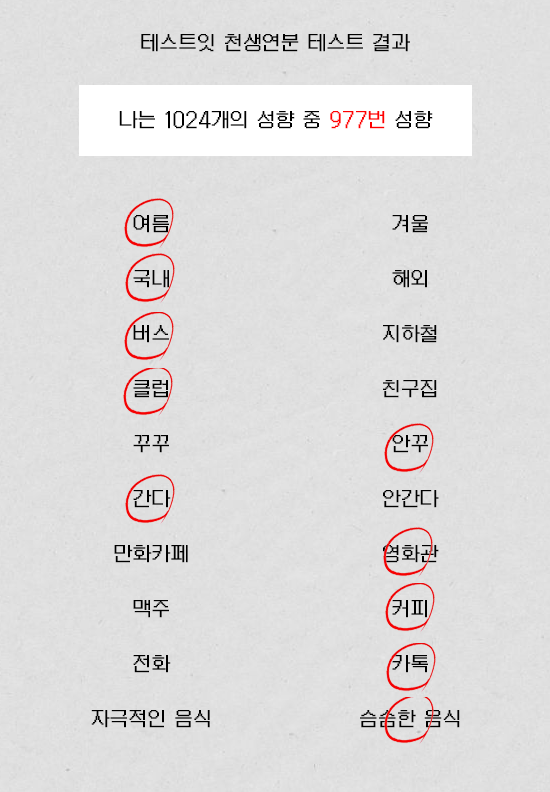 테스트잇 천생연분 테스트 결과
나는 1024개의 성향 중 977번 성향
여름 겨울
국내 해외
버스 지하철
클럽 친구집
꾸꾸 안꾸
간다 안간다
만화카페 영화관
맥주 커피
전화 카톡
자극적인 음식 슴슴한 음식